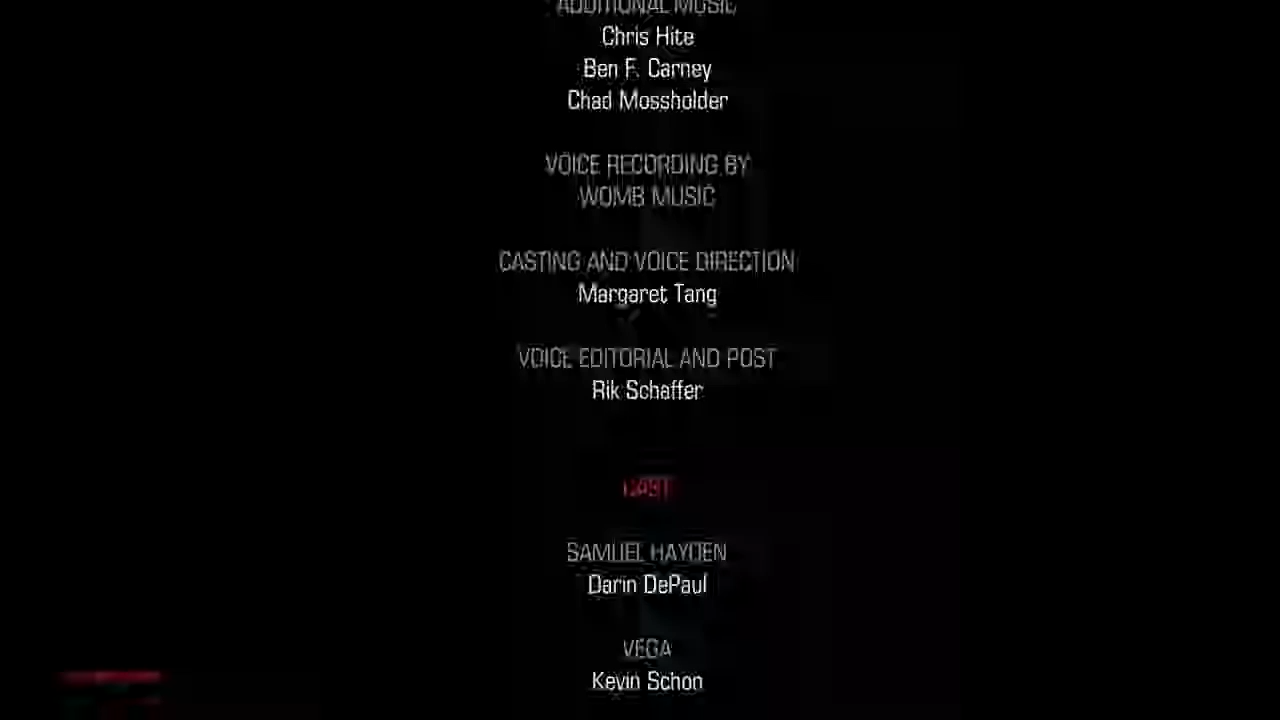 ADDITIONAL MUSIC
Chris Hite
Ben F. Carney
Chad Mossholder
VOICE RECORDING BY
WOMB MUSIC
CASTING AND VOICE DIRECTION
Margaret Tang
VOICE EDITORIAL AND POST
Rik Schaffer
CAST
SAMUEL HAYDEN
Darin DePaul
VEGA
Kevin Schon